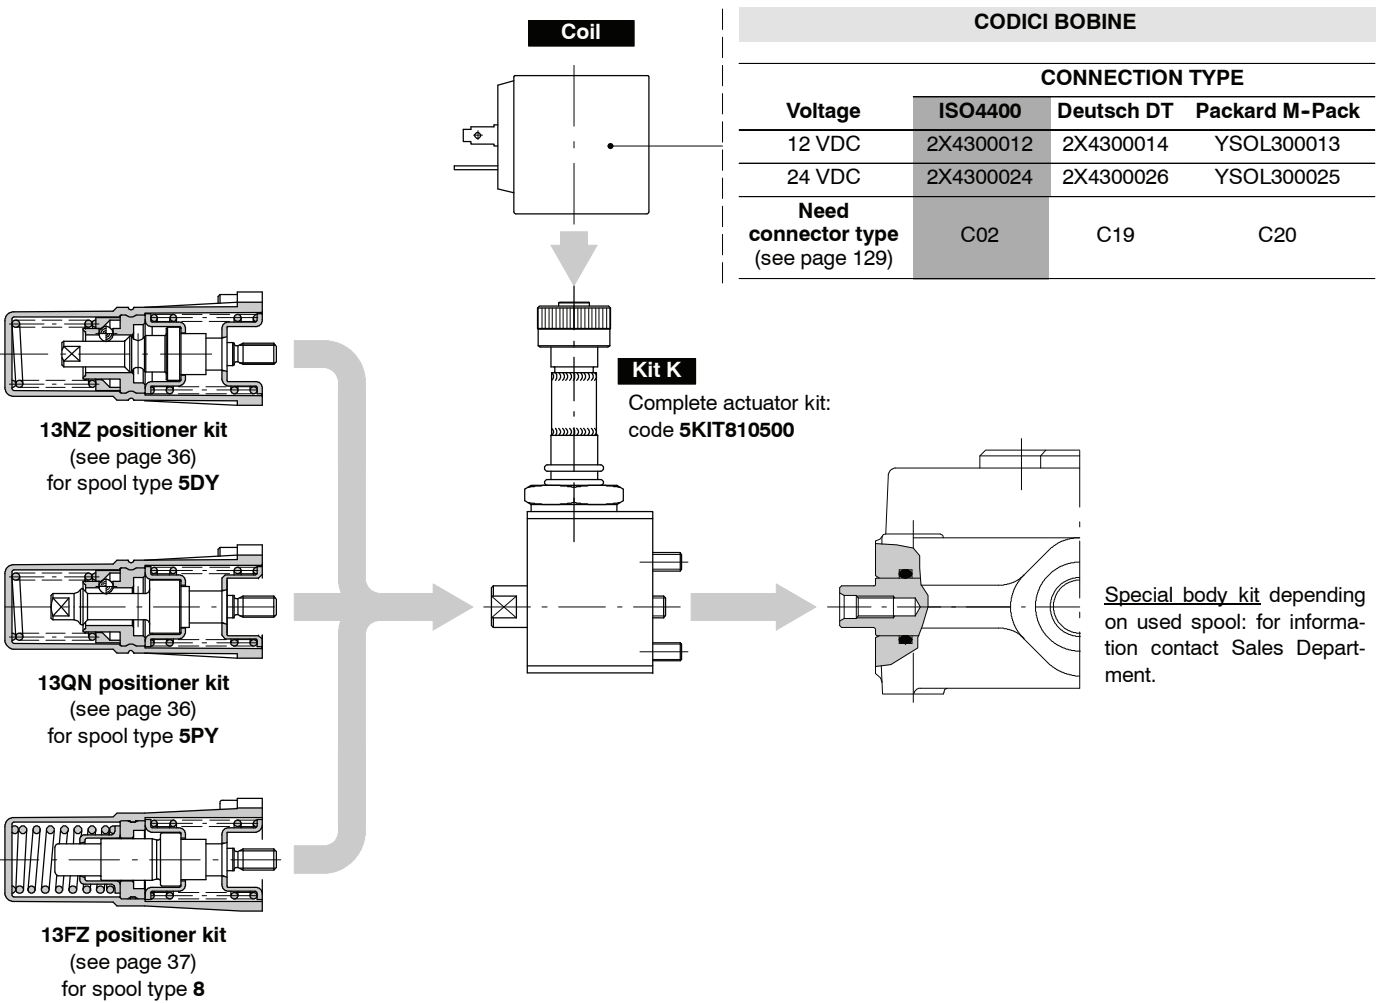 Coil
CODICI BOBINE
CONNECTION TYPE
Voltage ISO4400 Deutsch DT Packard M-Pack
12 VDC 2X4300012 2X4300014 YSOL300013
24 VDC 2X4300024 2X4300026 YSOL300025
Need
connector type
(see page 129)
C02 C19 C20
Kit K
Complete actuator kit:
code 5KIT810500
13NZ positioner kit
(see page 36)
for spool type 5DY
13QN positioner kit
(see page 36)
for spool type 5PY
13FZ positioner kit
(see page 37)
for spool type 8
Special body kit depending
on used spool: for informa-
tion contact Sales Depart-
ment.